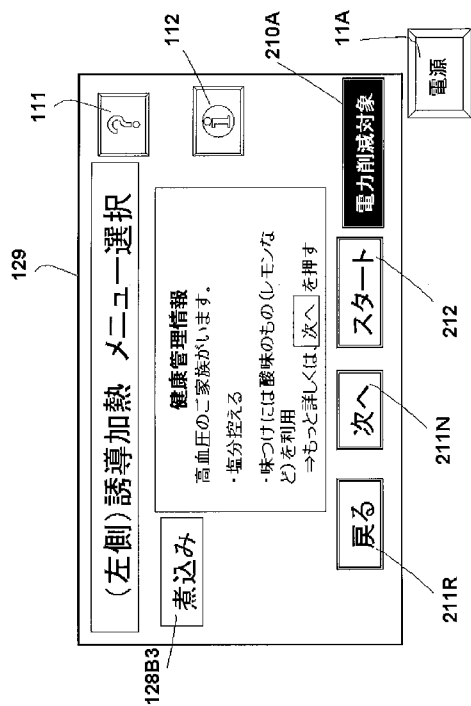 129
111
112
210A
11A
(左側)誘導加熱 メニュー選択
?
i
電源
煮込み
128B3
健康管理情報
高血圧のご家族がいます。
・塩分控える
・味つけには酸味のもの(レモンな
ど)を利用
⇒もっと詳しくは、次へ を押す
戻る
次へ
スタート
電力削減対象
211R
211N
212